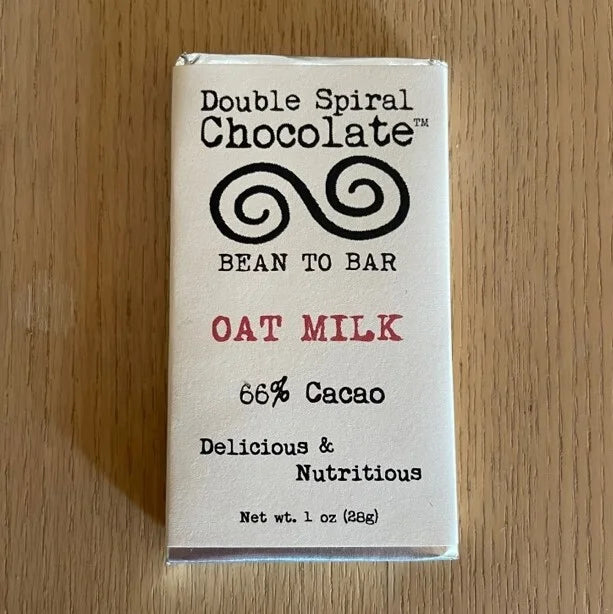 Double Spiral
Chocolate™
BEAN TO BAR
OAT MILK
66% Cacao
Delicious &
Nutritious
Net wt. 1 oz (28g)